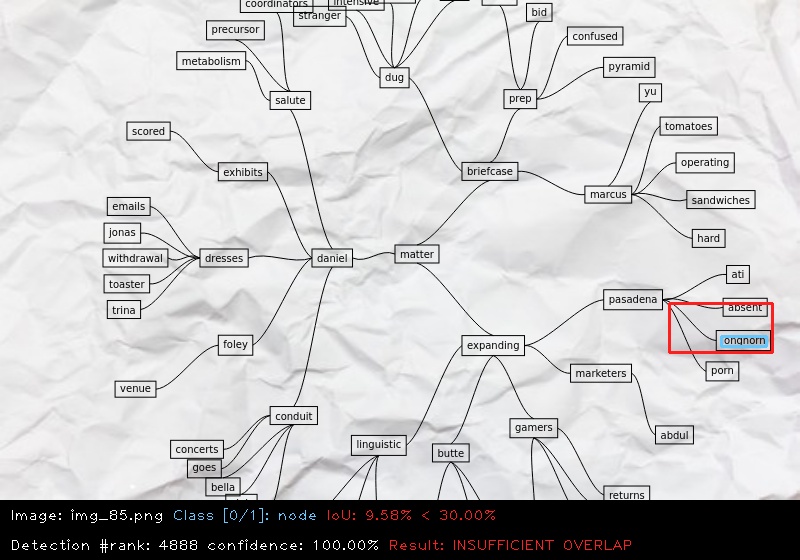 coordinators
intensive
stranger
bid
precursor
confused
metabolism
pyramid
dug
yu
salute
prep
scored
tomatoes
operating
exhibits
briefcase
marcus
sandwiches
emails
jonas
hard
withdrawal
dresses
daniel
matter
ati
toaster
pasadena
absent
trina
foley
expanding
ongnorn
porn
marketers
venue
conduit
gamers
abdul
concerts
linguistic
butte
goes
bella
returns
Image: img_85.png Class [0/1]: node IoU: 9.58% < 30.00%
Detection #rank: 4888 confidence: 100.00% Result: INSUFFICIENT OVERLAP